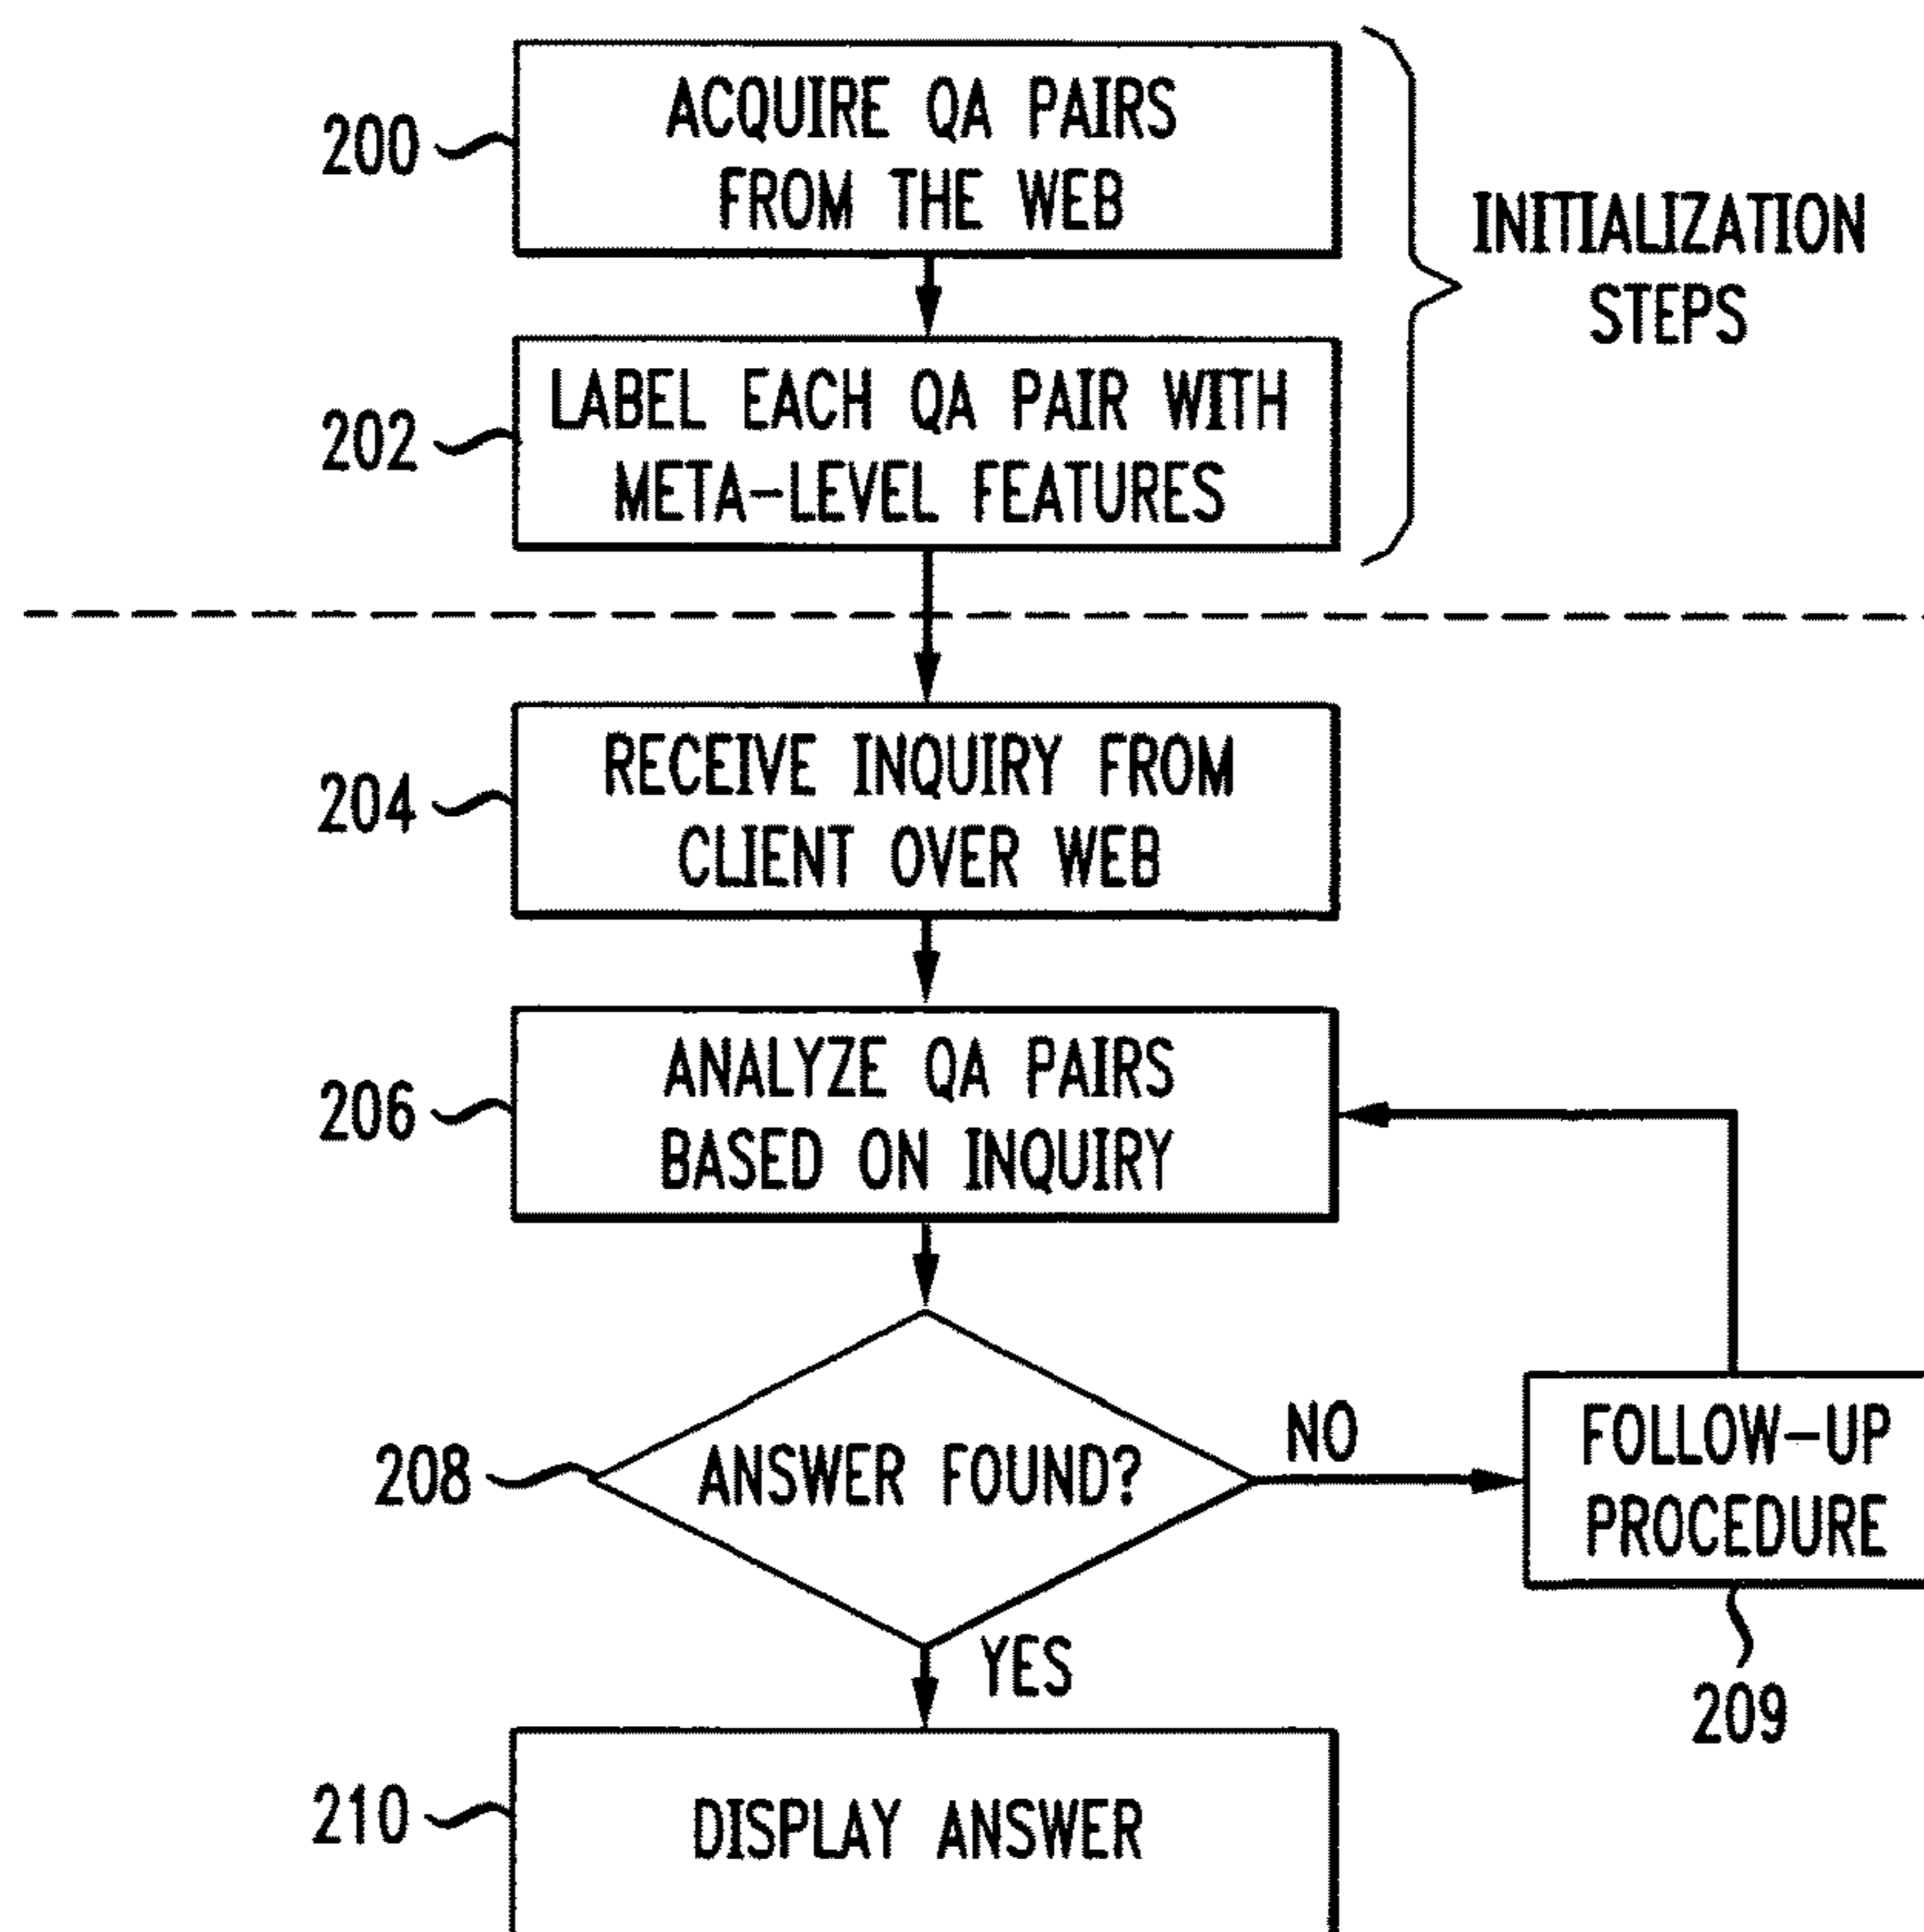 200
ACQUIRE QA PAIRS
FROM THE WEB
INITIALIZATION
STEPS
202
LABEL EACH QA PAIR WITH
META-LEVEL FEATURES
204
RECEIVE INQUIRY FROM
CLIENT OVER WEB
206
ANALYZE QA PAIRS
BASED ON INQUIRY
208
ANSWER FOUND?
NO
FOLLOW-UP
PROCEDURE
209
YES
210
DISPLAY ANSWER